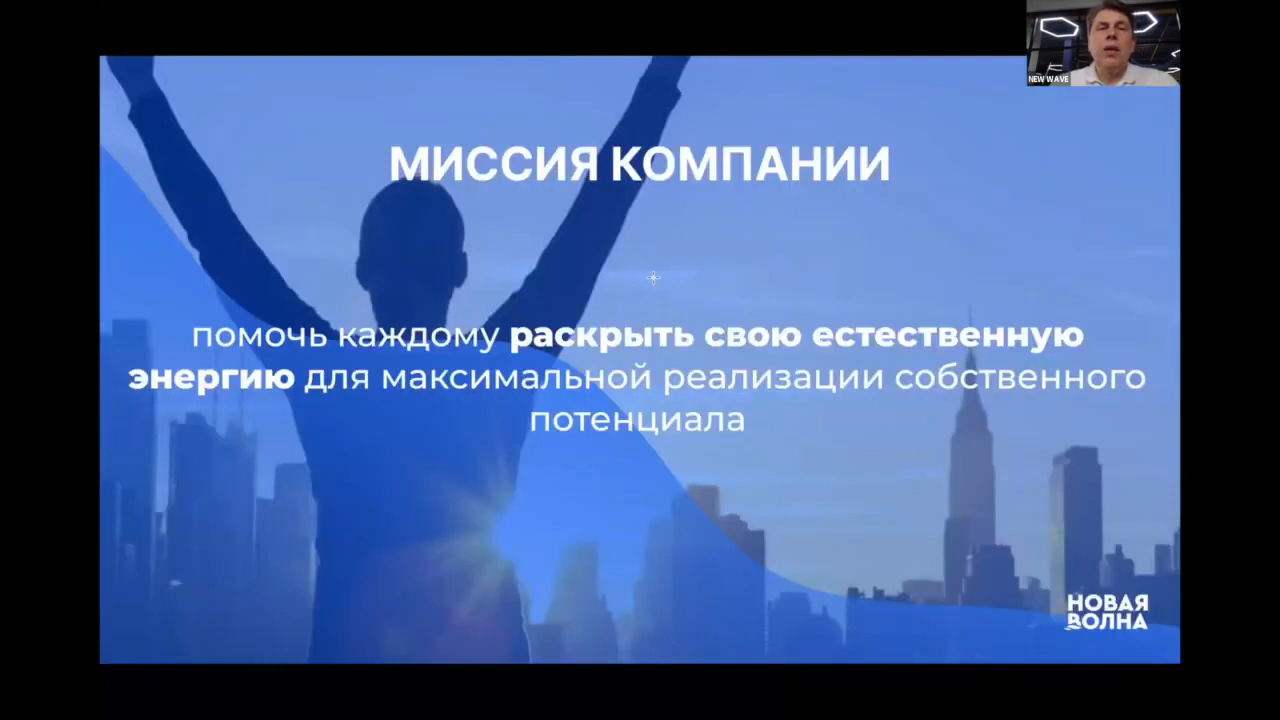 NEW WAVE
МИССИЯ КОМПАНИИ
помочь каждому раскрыть свою естественную
энергию для максимальной реализации собственного
потенциала
НОВАЯ
ВОЛНА